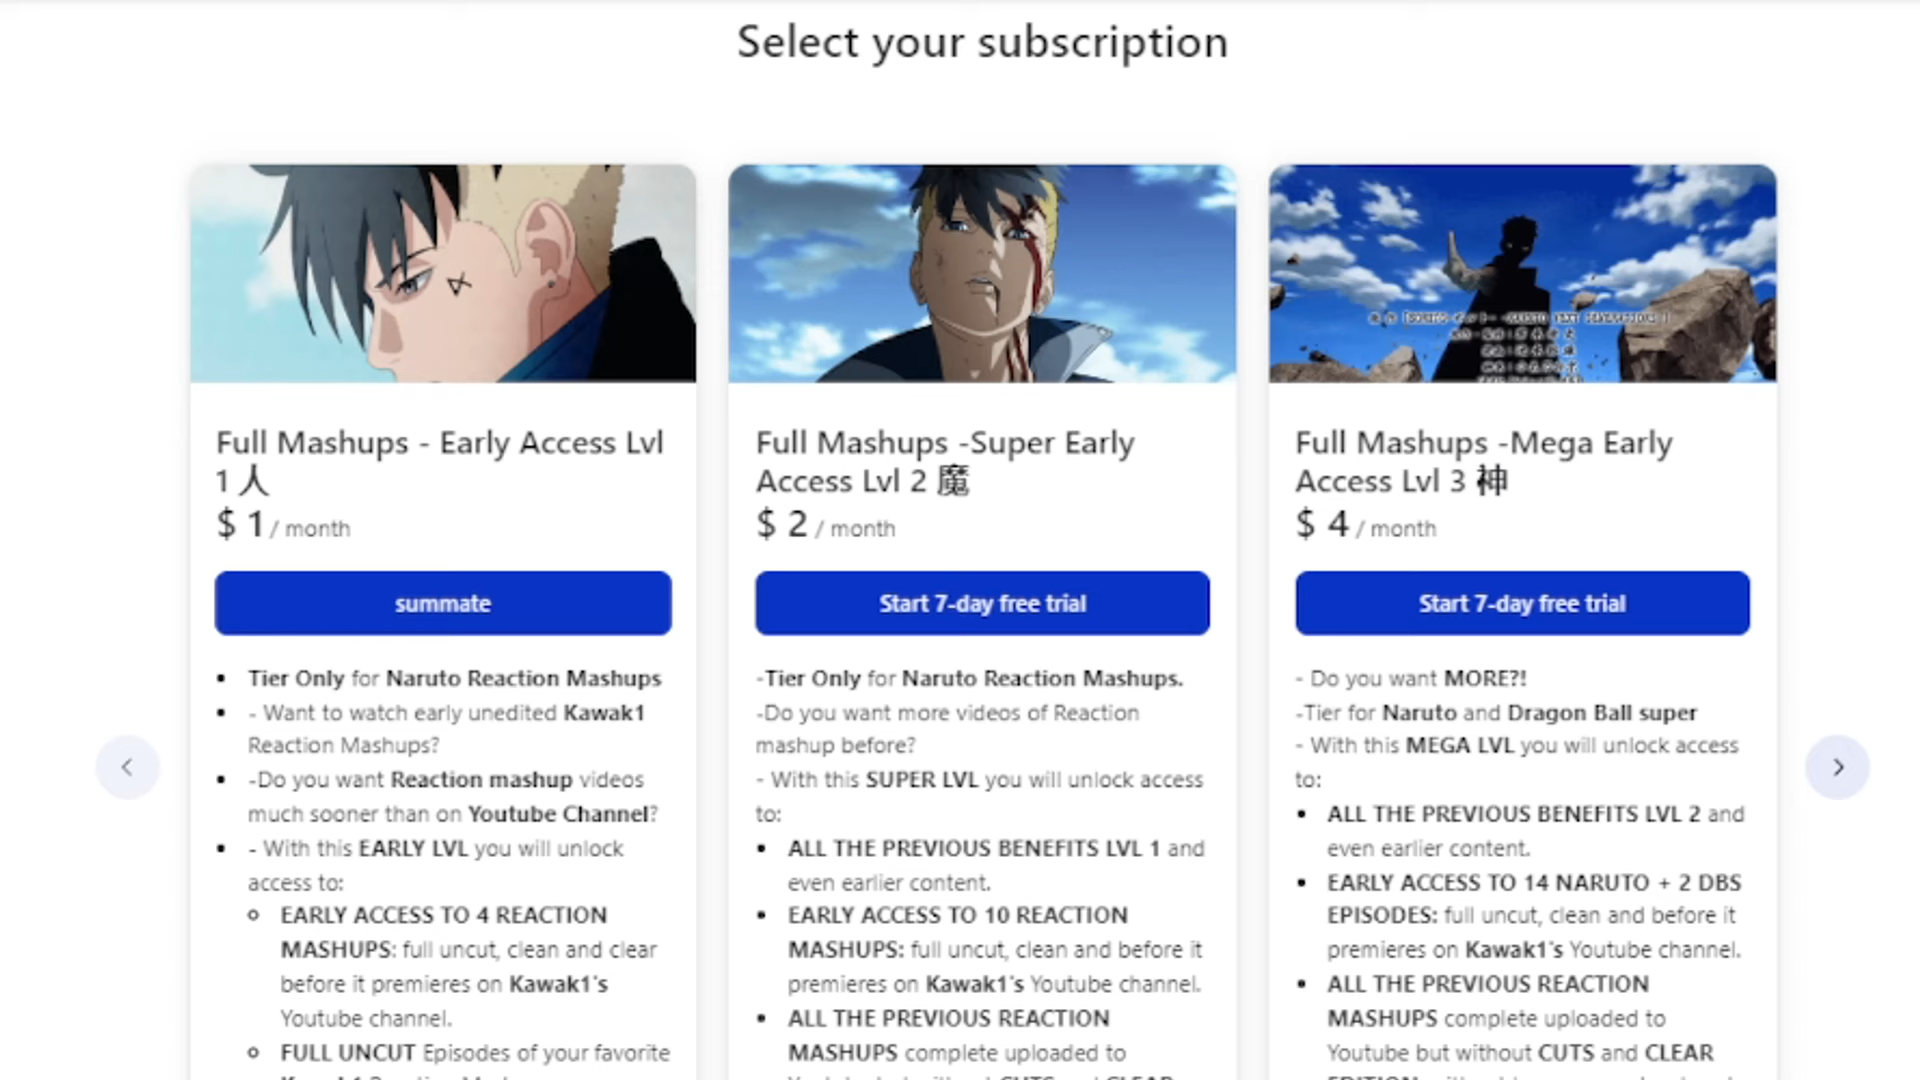 Select your subscription
Full Mashups - Early Access Lvl
1 人
$ 1 / month
summate
Tier Only for Naruto Reaction Mashups
- Want to watch early unedited Kawak1
Reaction Mashups?
-Do you want Reaction mashup videos
much sooner than on Youtube Channel?
- With this EARLY LVL you will unlock
access to:
EARLY ACCESS TO 4 REACTION
MASHUPS: full uncut, clean and clear
before it premieres on Kawak1's
Youtube channel.
FULL UNCUT Episodes of your favorite
Full Mashups -Super Early
Access Lvl 2 魔
$ 2 / month
Start 7-day free trial
-Tier Only for Naruto Reaction Mashups.
-Do you want more videos of Reaction
mashup before?
- With this SUPER LVL you will unlock access
to:
ALL THE PREVIOUS BENEFITS LVL 1 and
even earlier content.
EARLY ACCESS TO 10 REACTION
MASHUPS: full uncut, clean and before it
premieres on Kawak1's Youtube channel.
ALL THE PREVIOUS REACTION
MASHUPS complete uploaded to
Full Mashups -Mega Early
Access Lvl 3 神
$ 4 / month
Start 7-day free trial
- Do you want MORE?!
-Tier for Naruto and Dragon Ball super
- With this MEGA LVL you will unlock access
to:
ALL THE PREVIOUS BENEFITS LVL 2 and
even earlier content.
EARLY ACCESS TO 14 NARUTO + 2 DBS
EPISODES: full uncut, clean and before it
premieres on Kawak1's Youtube channel.
ALL THE PREVIOUS REACTION
MASHUPS complete uploaded to
Youtube but without CUTS and CLEAR